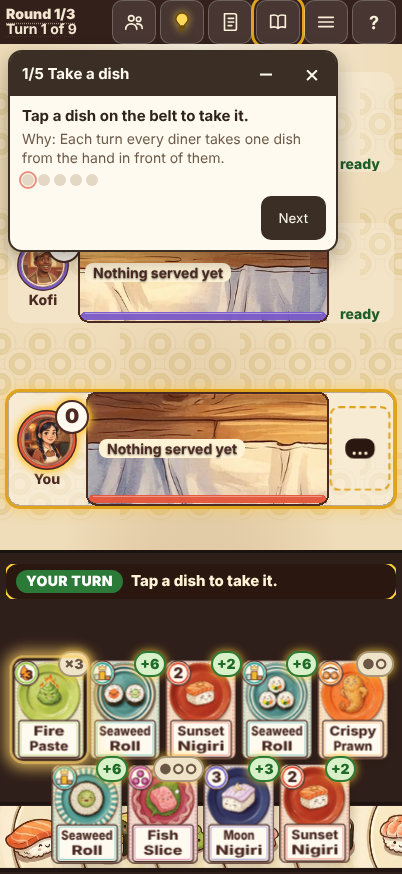 Round 1/3
Turn 1 of 9
?
1/5 Take a dish
Tap a dish on the belt to take it.
Why: Each turn every diner takes one dish
from the hand in front of them.
Next
ready
Nothing served yet
Kofi
ready
0
Nothing served yet
...
You
YOUR TURN Tap a dish to take it.
3 ×3 +6 2 +2 +6
Fire Paste
Seaweed Roll
Sunset Nigiri
Seaweed Roll
Crispy Prawn
+6 3 +3 2 +2
Seaweed Roll
Fish Slice
Moon Nigiri
Sunset Nigiri